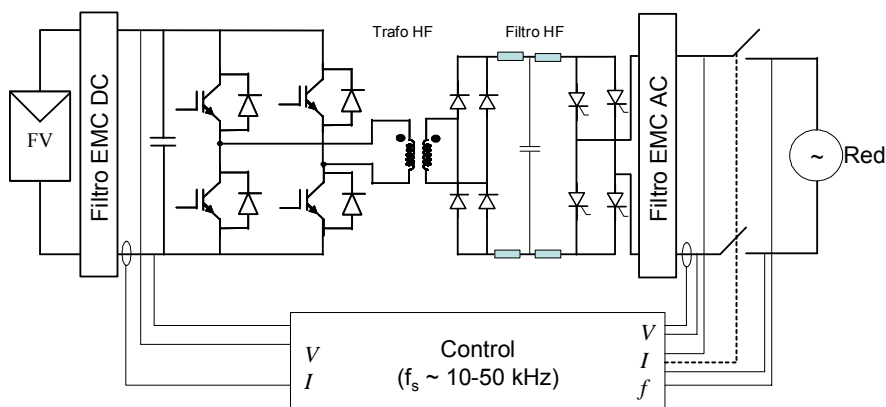 Trafo HF
Filtro HF
FV
Filtro EMC DC
Filtro EMC AC
~
Red
V
I
Control
(fs ~ 10-50 kHz)
V
I
f